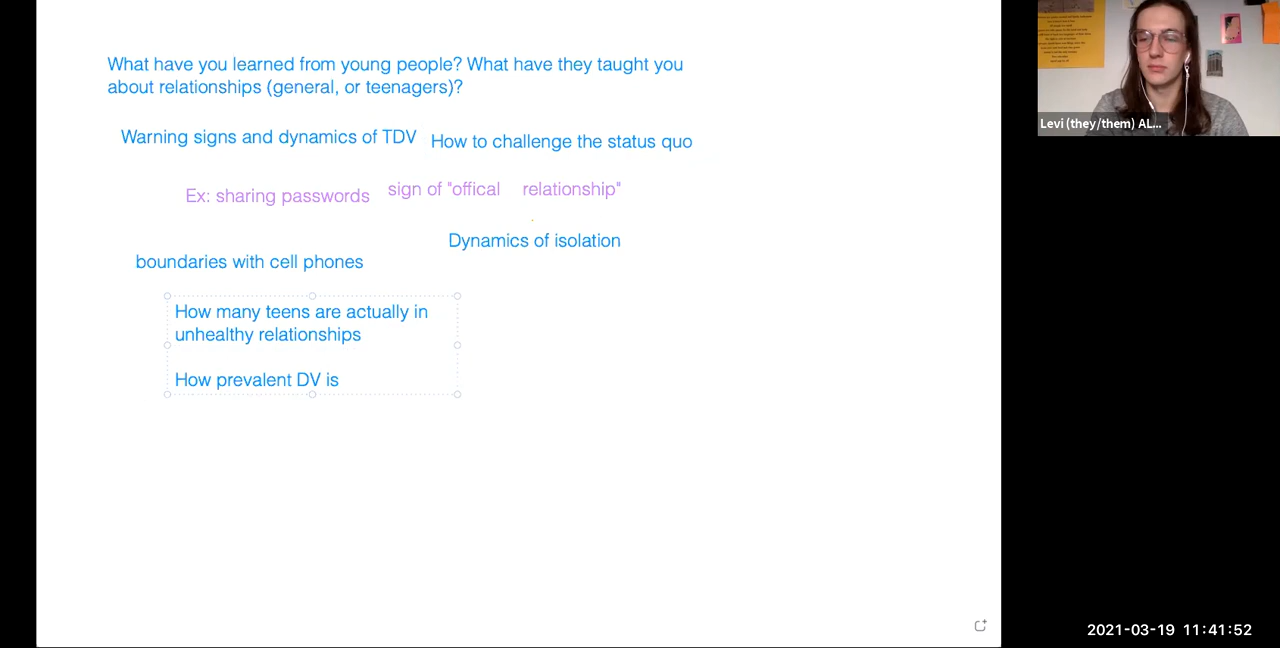 What have you learned from young people? What have they taught you
about relationships (general, or teenagers)?
Warning signs and dynamics of TDV
How to challenge the status quo
Ex: sharing passwords
sign of "offical relationship"
Dynamics of isolation
boundaries with cell phones
How many teens are actually in
unhealthy relationships
How prevalent DV is
Levi (they/them) AL...
2021-03-19 11:41:52